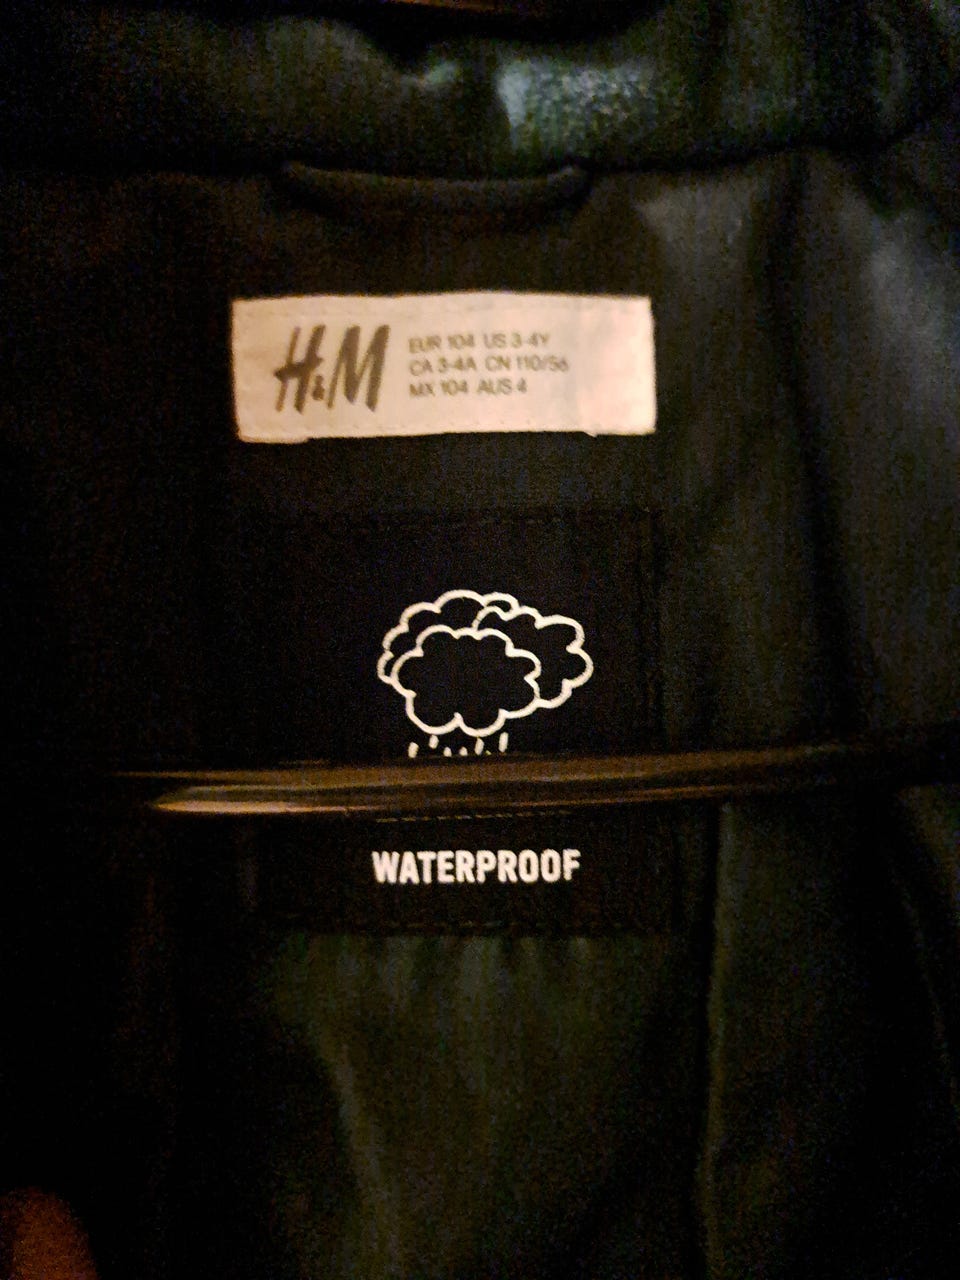 H&M
EUR 104 US 3-4Y
CA 3-4A CN 110/56
MX 104 AUS 4
WATERPROOF